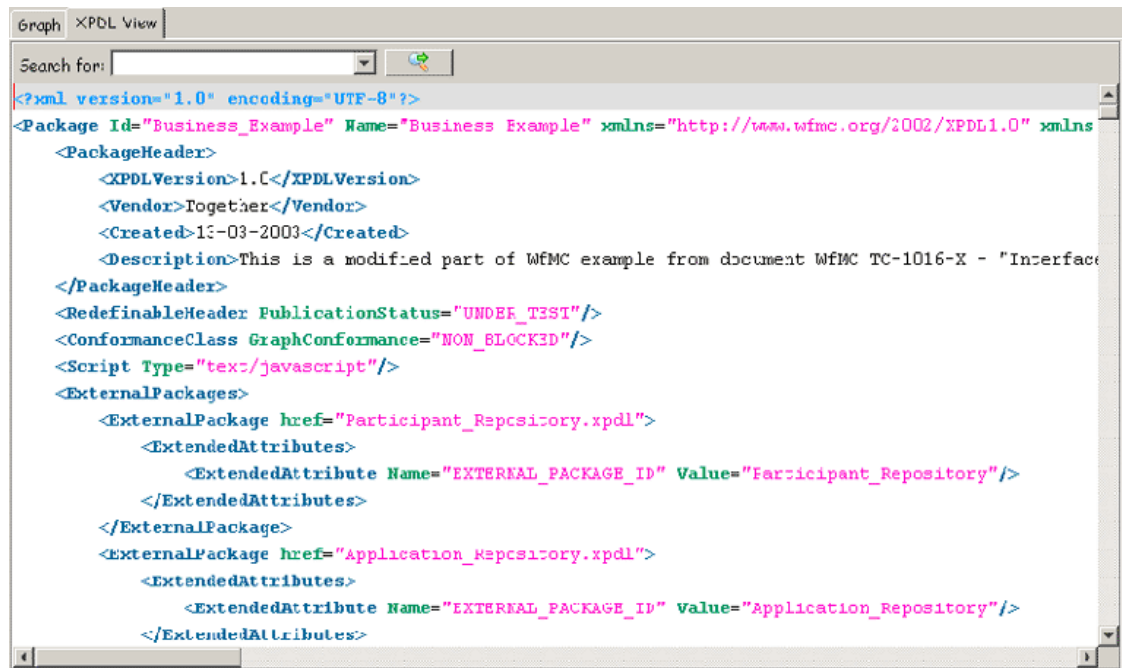 Graph XPDL View
Search for:
<?xml version="1.0" encoding="UTF-8"?>
<Package Id="Business_Example" Name="Business Example" xmlns="http://www.wfmc.org/2002/XPDL1.0" xmlns
<PackageHeader>
<XPDLVersion>1.0</XPDLVersion>
<Vendor>Together</Vendor>
<Created>13-03-2003</Created>
<Description>This is a modified part of WfMC example from document WfMC TC-1016-X - "Interface
</PackageHeader>
<RedefinableHeader PublicationStatus="UNDER_TEST"/>
<ConformanceClass GraphConformance="NON_BLOCKED"/>
<Script Type="text/javascript"/>
<ExternalPackages>
<ExternalPackage href="Participant_Repository.xpdl">
<ExtendedAttributes>
<ExtendedAttribute Name="EXTERNAL_PACKAGE_ID" Value="Participant_Repository"/>
</ExtendedAttributes>
</ExternalPackage>
<ExternalPackage href="Application_Repository.xpdl">
<ExtendedAttributes>
<ExtendedAttribute Name="EXTERNAL_PACKAGE_ID" Value="Application_Repository"/>
</ExtendedAttributes>